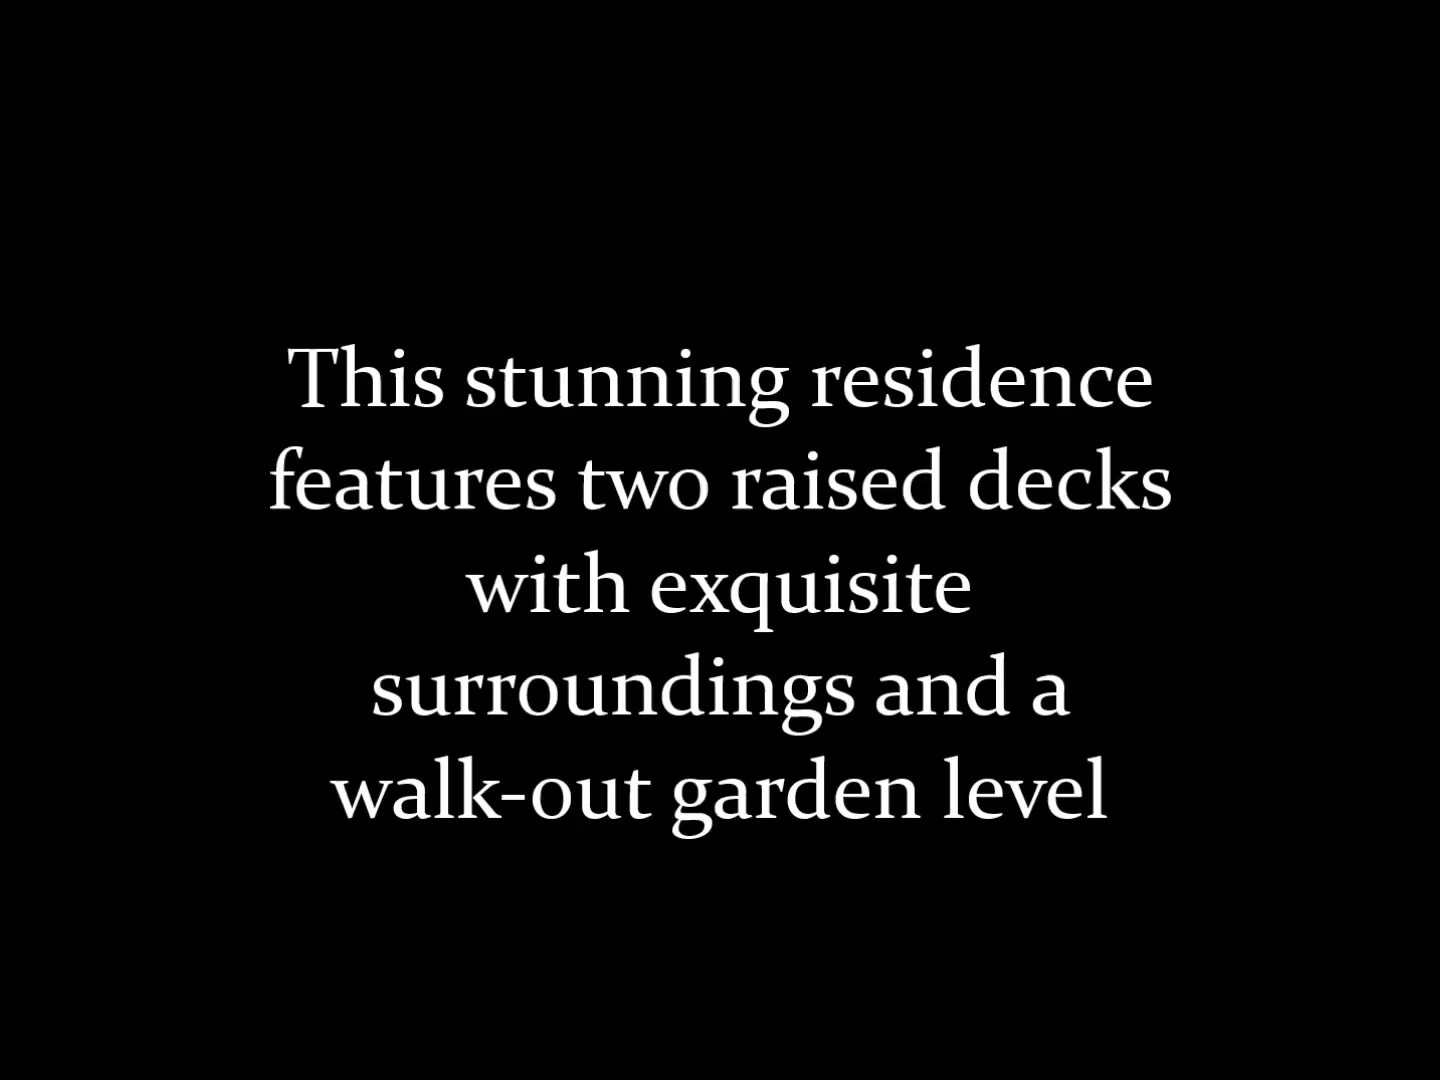 This stunning residence
features two raised decks
with exquisite
surroundings and a
walk-out garden level